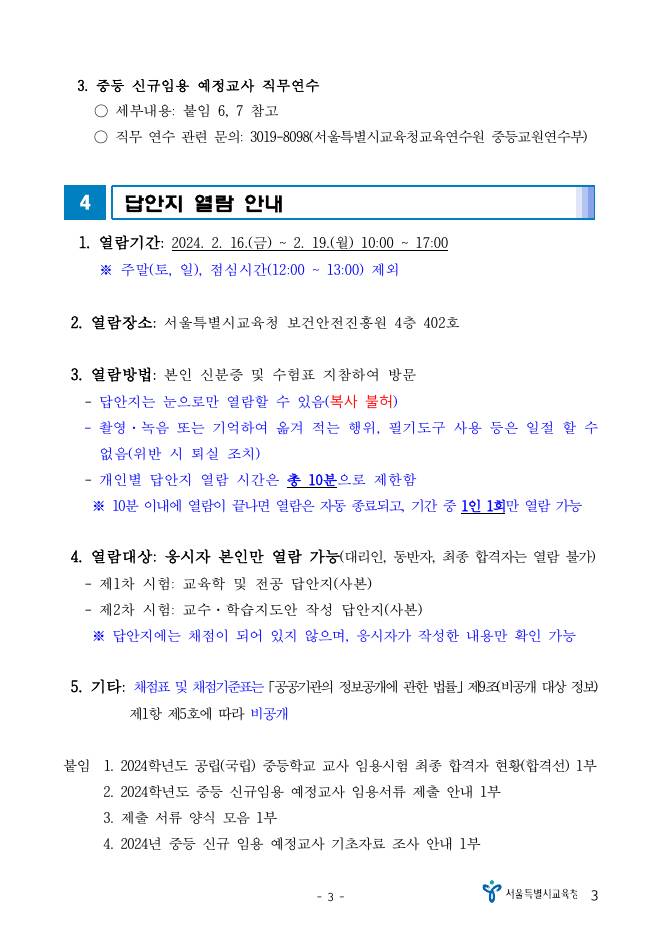 3. 중등 신규임용 예정교사 직무연수
○ 세부내용: 붙임 6, 7 참고
○ 직무 연수 관련 문의: 3019-8098(서울특별시교육청교육연수원 중등교원연수부)
4 답안지 열람 안내
1. 열람기간: 2024. 2. 16.(금) ~ 2. 19.(월) 10:00 ~ 17:00
※ 주말(토, 일), 점심시간(12:00 ~ 13:00) 제외
2. 열람장소: 서울특별시교육청 보건안전진흥원 4층 402호
3. 열람방법: 본인 신분증 및 수험표 지참하여 방문
- 답안지는 눈으로만 열람할 수 있음(복사 불허)
- 촬영·녹음 또는 기억하여 옮겨 적는 행위, 필기도구 사용 등은 일절 할 수
없음(위반 시 퇴실 조치)
- 개인별 답안지 열람 시간은 총 10분으로 제한함
※ 10분 이내에 열람이 끝나면 열람은 자동 종료되고, 기간 중 1인 1회만 열람 가능
4. 열람대상: 응시자 본인만 열람 가능(대리인, 동반자, 최종 합격자는 열람 불가)
- 제1차 시험: 교육학 및 전공 답안지(사본)
- 제2차 시험: 교수·학습지도안 작성 답안지(사본)
※ 답안지에는 채점이 되어 있지 않으며, 응시자가 작성한 내용만 확인 가능
5. 기타: 채점표 및 채점기준표는 「공공기관의 정보공개에 관한 법률」 제9조(비공개 대상 정보)
제1항 제5호에 따라 비공개
붙임 1. 2024학년도 공립(국립) 중등학교 교사 임용시험 최종 합격자 현황(합격선) 1부
2. 2024학년도 중등 신규임용 예정교사 임용서류 제출 안내 1부
3. 제출 서류 양식 모음 1부
4. 2024년 중등 신규 임용 예정교사 기초자료 조사 안내 1부
- 3 - 서울특별시교육청 3